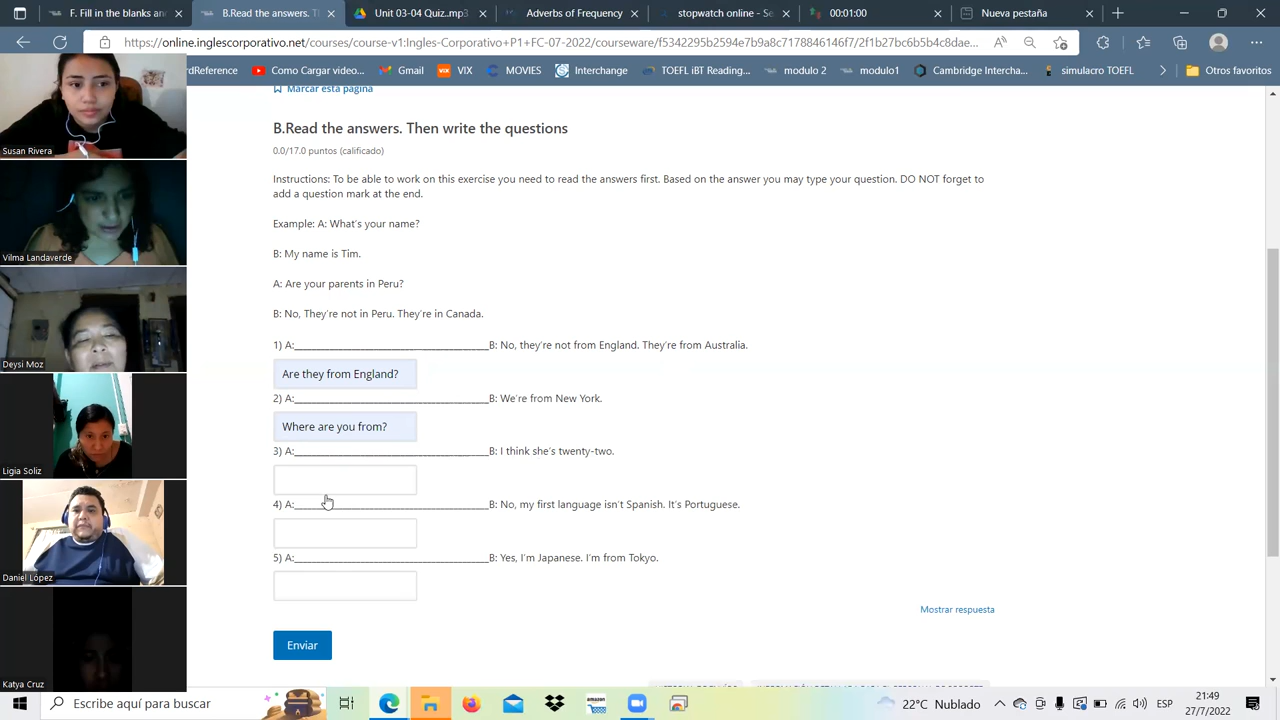 F. Fill in the
B.Read the answers. T
Unit 03-04 Quiz.mp3
Adverbs of Frequency
stopwatch online - Se
00:01:00
Nueva pestaña
https://online.inglescorporativo.net/courses/course-v1:Ingles-Corporativo+P1+FC-07-2022/courseware/f5342295b2594e7b9a8c7178846146f7/2f1b27bc6b5b4c8dae...
rdReference
Como Cargar video...
Gmail
VIX
MOVIES
Interchange
TOEFL iBT Reading...
modulo 2
modulo1
Cambridge Intercha...
simulacro TOEFL
Otros favoritos
Marcar esta página
B.Read the answers. Then write the questions
0.0/17.0 puntos (calificado)
Instructions: To be able to work on this exercise you need to read the answers first. Based on the answer you may type your question. DO NOT forget to
add a question mark at the end.
Example: A: What's your name?
B: My name is Tim.
A: Are your parents in Peru?
B: No, They're not in Peru. They're in Canada.
1) A:________________________________B: No, they're not from England. They're from Australia.
Are they from England?
2) A:________________________________B: We're from New York.
Where are you from?
3) A:________________________________B: I think she's twenty-two.
4) A:________________________________B: No, my first language isn't Spanish. It's Portuguese.
5) A:________________________________B: Yes, I'm Japanese. I'm from Tokyo.
Mostrar respuesta
Enviar
Susan Rivera
Vilma Landaverde
Deysi Moz
Ligia Soliz
Daniel López
Katya Cruz
Escribe aquí para buscar
amazon
22°C Nublado
ESP
21:49
27/7/2022